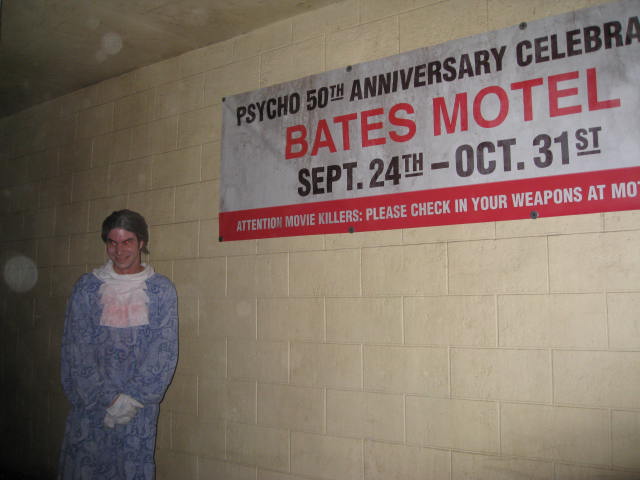 PSYCHO 50TH ANNIVERSARY CELEBRA
BATES MOTEL
SEPT. 24TH – OCT. 31ST
ATTENTION MOVIE KILLERS: PLEASE CHECK IN YOUR WEAPONS AT MOT